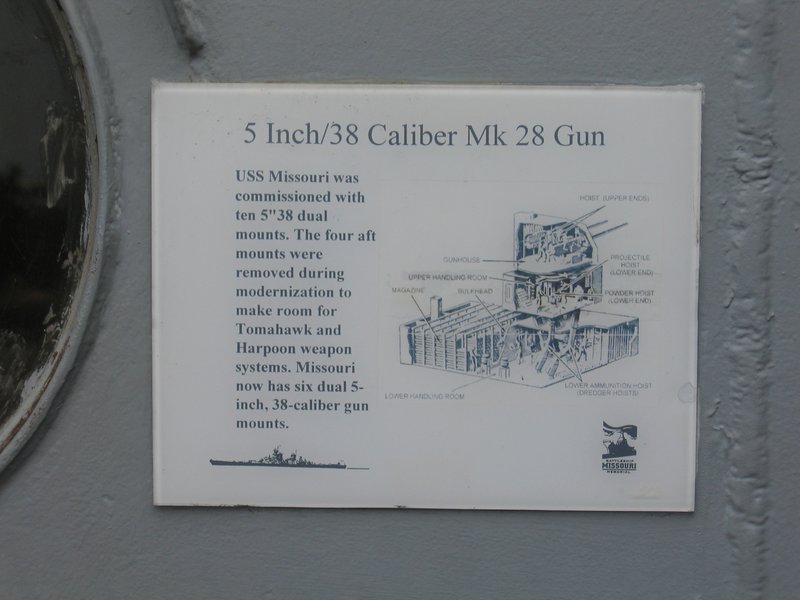 5 Inch/38 Caliber Mk 28 Gun
USS Missouri was
commissioned with
ten 5"38 dual
mounts. The four aft
mounts were
removed during
modernization to
make room for
Tomahawk and
Harpoon weapon
systems. Missouri
now has six dual 5-
inch, 38-caliber gun
mounts.
HOIST (UPPER ENDS)
GUNHOUSE
PROJECTILE
HOIST
(LOWER END)
UPPER HANDLING ROOM
MAGAZINE
BULKHEAD
POWDER HOIST
(LOWER END)
LOWER HANDLING ROOM
LOWER AMMUNITION HOIST
(DREDGER HOISTS)
BATTLESHIP
MISSOURI
MEMORIAL